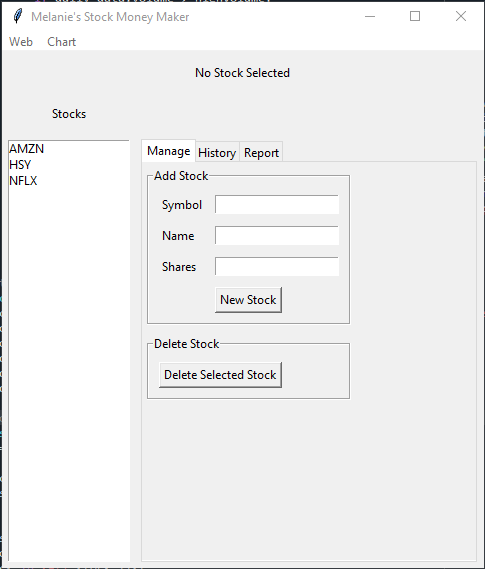 Melanie's Stock Money Maker
Web Chart
No Stock Selected
Stocks
AMZN
HSY
NFLX
Manage History Report
Add Stock
Symbol
Name
Shares
New Stock
Delete Stock
Delete Selected Stock